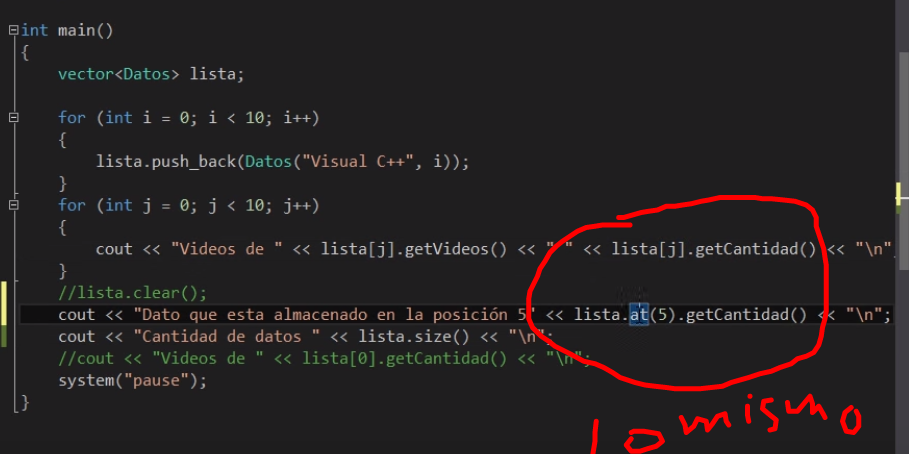 int main()
{
vector<Datos> lista;
for (int i = 0; i < 10; i++)
{
lista.push_back(Datos("Visual C++", i));
}
for (int j = 0; j < 10; j++)
{
cout << "Videos de " << lista[j].getVideos() << " " << lista[j].getCantidad() << "\n"
}
//lista.clear();
cout << "Dato que esta almacenado en la posición 5" << lista.at(5).getCantidad() << "\n";
cout << "Cantidad de datos " << lista.size() << "\n";
//cout << "Videos de " << lista[0].getCantidad() << "\n";
system("pause");
}
lo mismo